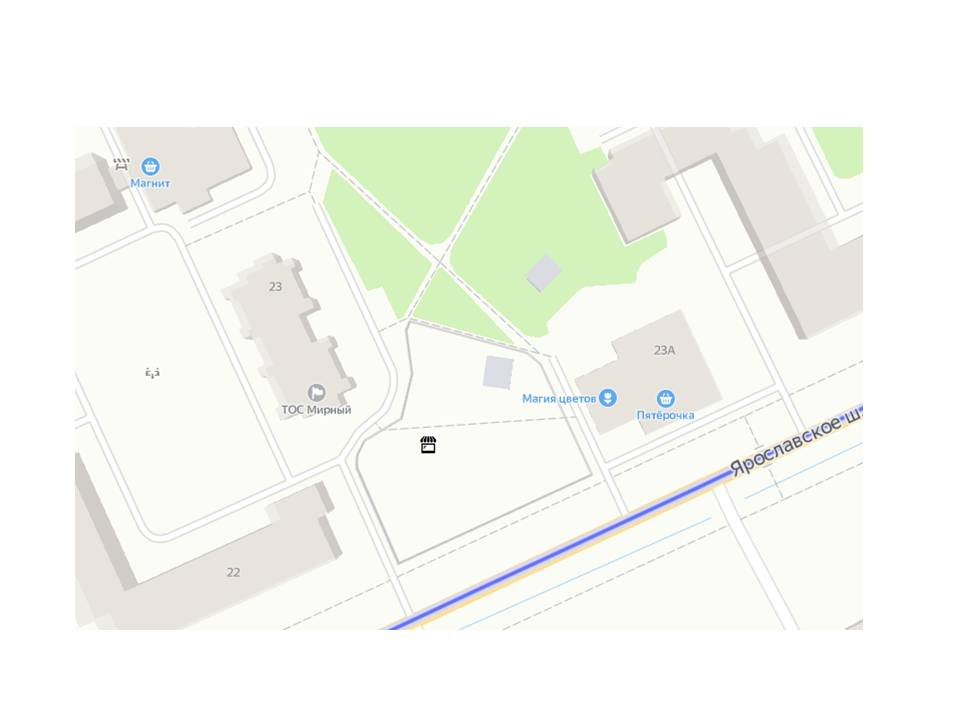 Магнит
23
23А
ТОС Мирный
Магия цветов
Пятёрочка
Ярославское ш.
22